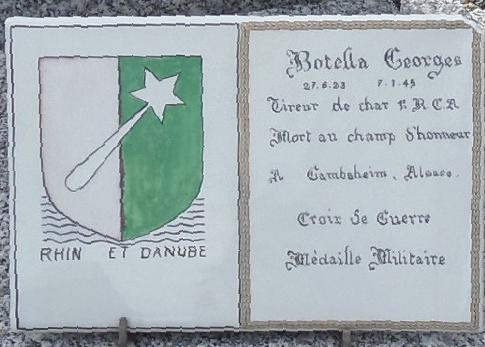 RHIN ET DANUBE
Botella Georges
27.6.23 7.1.45
Tireur de char 1er R.C.A
Mort au champ d'honneur
A Gambsheim, Alsace.
Croix de Guerre
Médaille Militaire